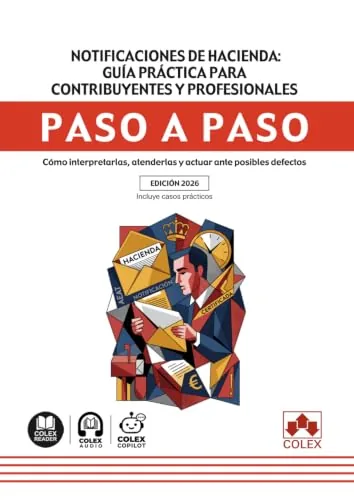 NOTIFICACIONES DE HACIENDA:
GUÍA PRÁCTICA PARA
CONTRIBUYENTES Y PROFESIONALES
PASO A PASO
Cómo interpretarlas, atenderlas y actuar ante posibles defectos
EDICIÓN 2026
Incluye casos prácticos
HACIENDA
AEAT
NOTIFICACIÓN
CERTIFICADO
COLEX
READER
COLEX
AUDIO
COLEX
COPILOT
COLEX